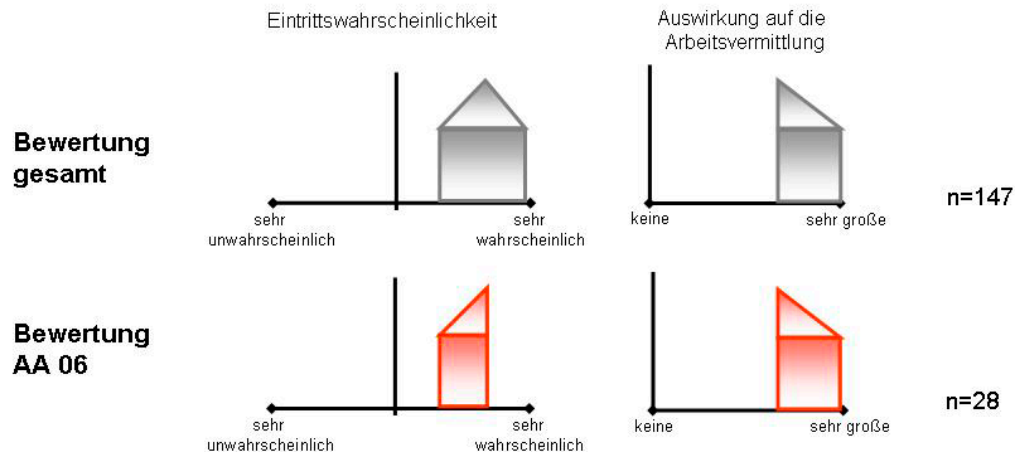 Eintrittswahrscheinlichkeit
Auswirkung auf die
Arbeitsvermittlung
Bewertung
gesamt
sehr
unwahrscheinlich
sehr
wahrscheinlich
keine
sehr große
n=147
Bewertung
AA 06
sehr
unwahrscheinlich
sehr
wahrscheinlich
keine
sehr große
n=28